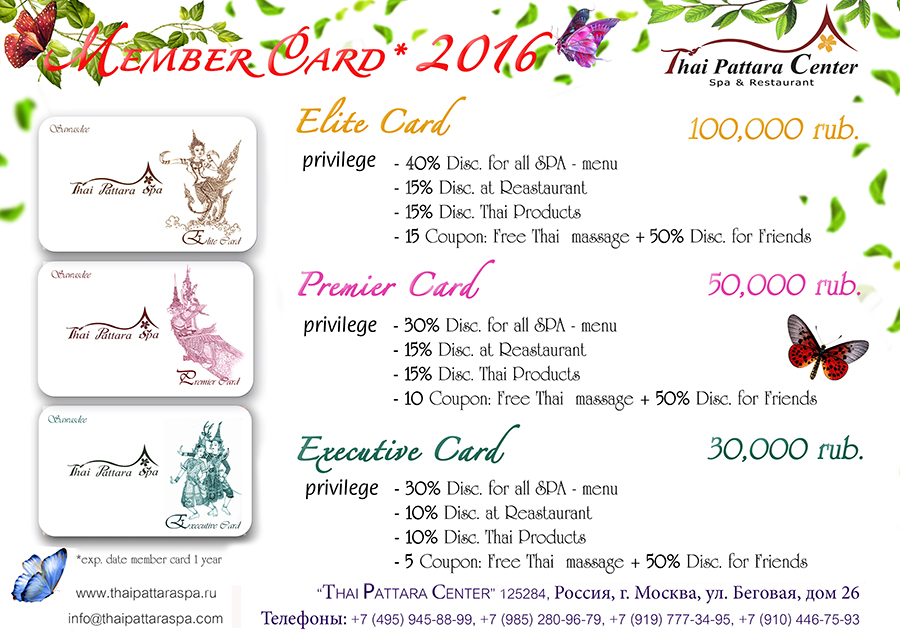 MEMBER CARD* 2016
Thai Pattara Center
Spa & Restaurant
Sawasdee
Thai Pattara Spa
Elite Card
Elite Card
100,000 rub.
privilege
- 40% Disc. for all SPA - menu
- 15% Disc. at Reastaurant
- 15% Disc. Thai Products
- 15 Coupon: Free Thai massage + 50% Disc. for Friends
Sawasdee
Thai Pattara Spa
Premier Card
Premier Card
50,000 rub.
privilege
- 30% Disc. for all SPA - menu
- 15% Disc. at Reastaurant
- 15% Disc. Thai Products
- 10 Coupon: Free Thai massage + 50% Disc. for Friends
Sawasdee
Thai Pattara Spa
Executive Card
Executive Card
30,000 rub.
privilege
- 30% Disc. for all SPA - menu
- 10% Disc. at Reastaurant
- 10% Disc. Thai Products
- 5 Coupon: Free Thai massage + 50% Disc. for Friends
*exp. date member card 1 year
www.thaipattaraspa.ru
info@thaipattaraspa.com
“THAI PATTARA CENTER” 125284, Россия, г. Москва, ул. Беговая, дом 26
Телефоны: +7 (495) 945-88-99, +7 (985) 280-96-79, +7 (919) 777-34-95, +7 (910) 446-75-93